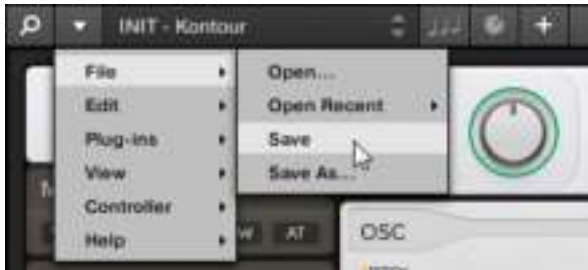 INIT - Kontour
File
Edit
Plug-ins
View
Controller
Help
Open...
Open Recent
Save
Save As...
AT
OSC